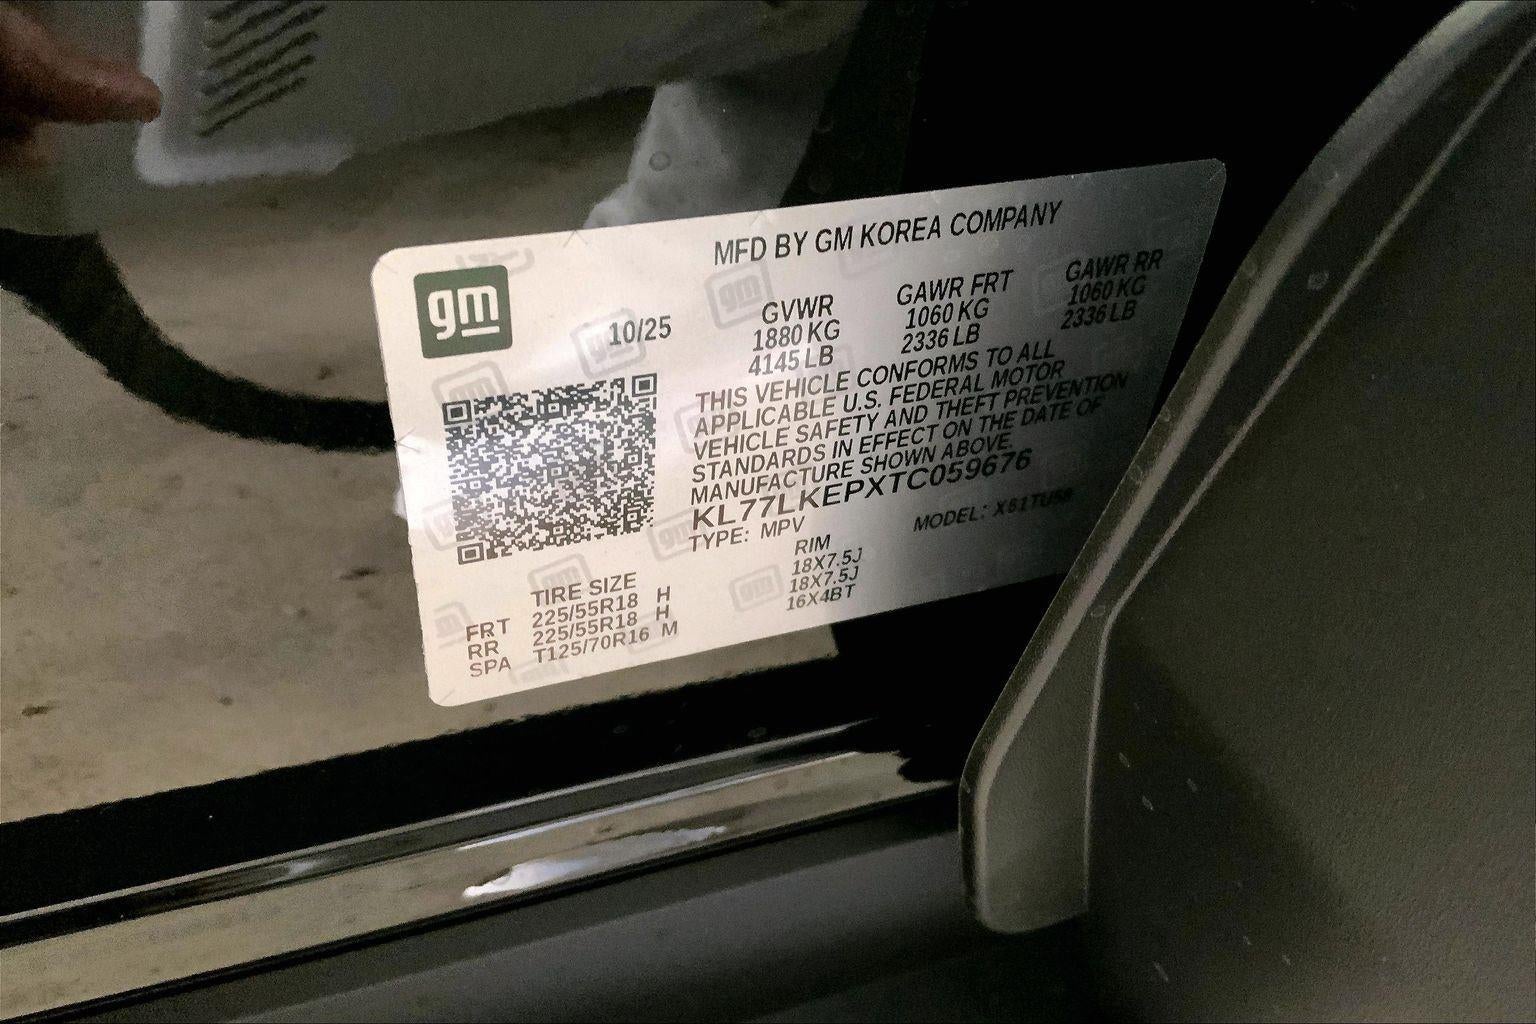 MFD BY GM KOREA COMPANY
gm
10/25
GVWR GAWR FRT GAWR RR
1880 KG 1060 KG 1060 KG
4145 LB 2336 LB 2336 LB
THIS VEHICLE CONFORMS TO ALL
APPLICABLE U.S. FEDERAL MOTOR
VEHICLE SAFETY AND THEFT PREVENTION
STANDARDS IN EFFECT ON THE DATE OF
MANUFACTURE SHOWN ABOVE.
KL77LKEPXTC059676
TYPE: MPV MODEL:
TIRE SIZE RIM
FRT 225/55R18 H 18X7.5J
RR 225/55R18 H 18X7.5J
SPA T125/70R16 M 16X4BT